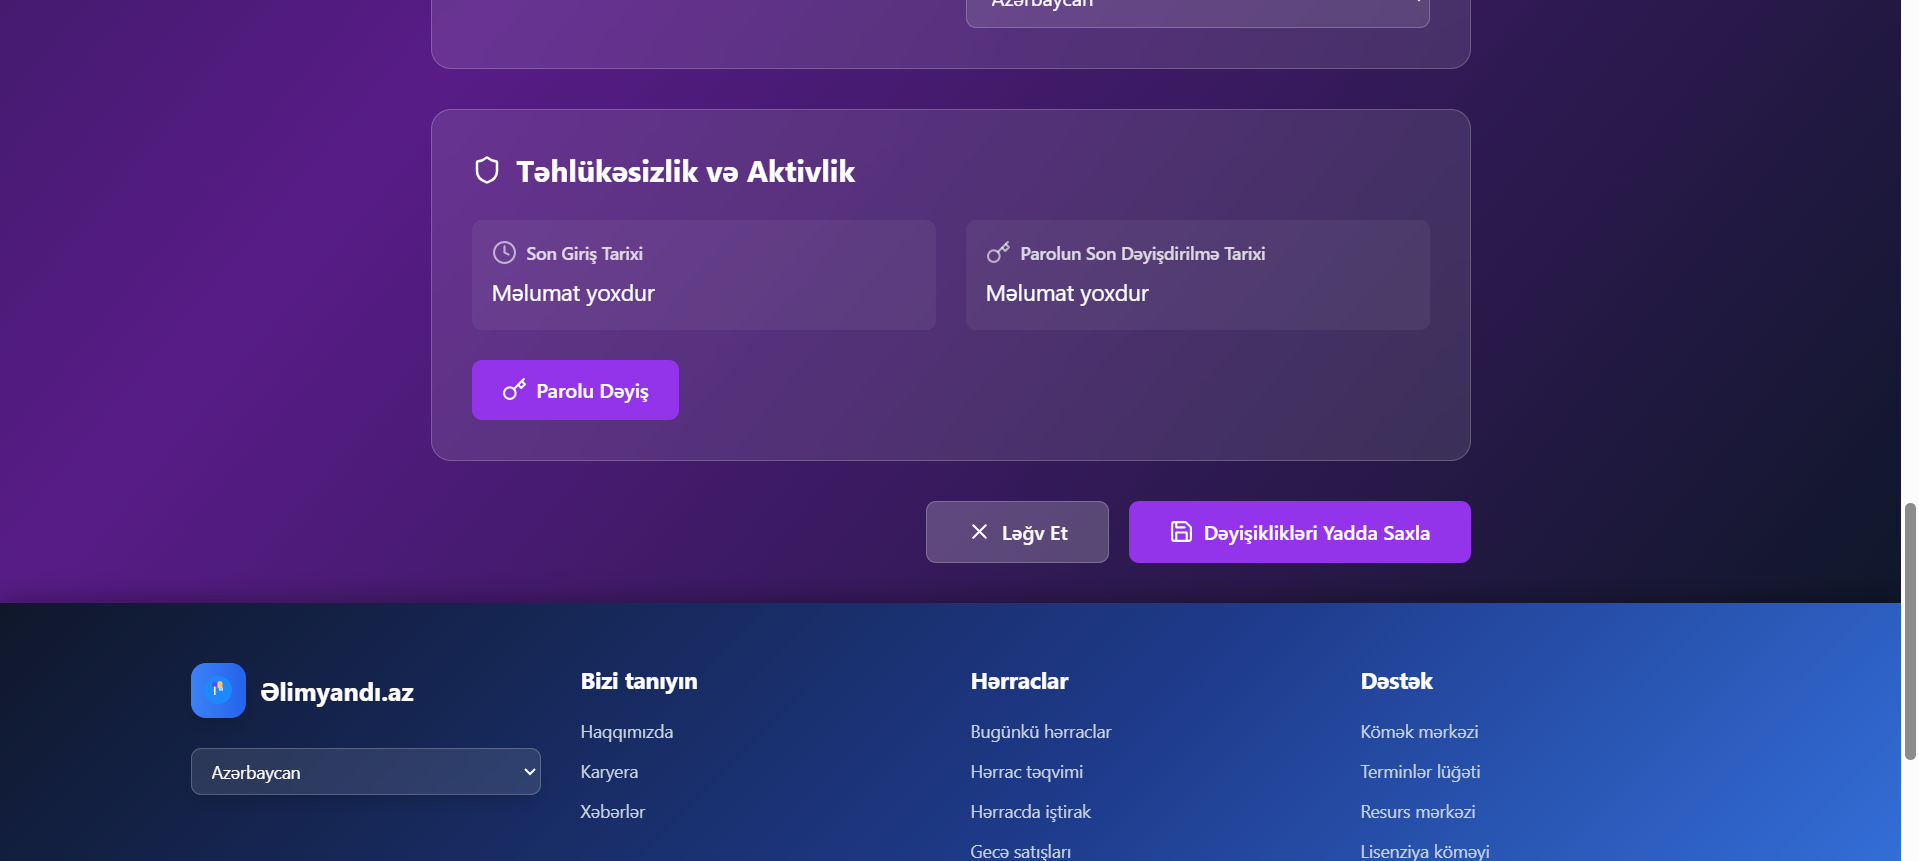 Azərbaycan
Təhlükəsizlik və Aktivlik
Son Giriş Tarixi
Məlumat yoxdur
Parolun Son Dəyişdirilmə Tarixi
Məlumat yoxdur
Parolu Dəyiş
Ləğv Et
Dəyişiklikləri Yadda Saxla
Əlimyandı.az
Azərbaycan
Bizi tanıyın
Haqqımızda
Karyera
Xəbərlər
Hərraclar
Bugünkü hərraclar
Hərrac təqvimi
Hərracda iştirak
Gecə satışları
Dəstək
Kömək mərkəzi
Terminlər lüğəti
Resurs mərkəzi
Lisenziya köməyi